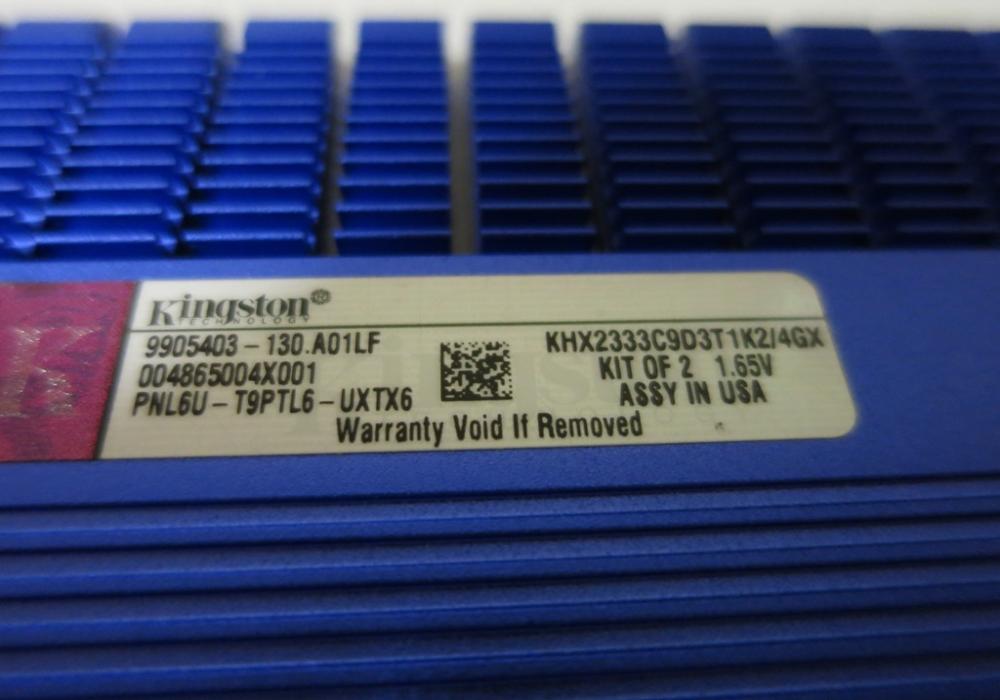 Kingston®
TECHNOLOGY
9905403-130.A01LF
004865004X001
PNL6U-T9PTL6-UXTX6
KHX2333C9D3T1K2/4GX
KIT OF 2 1.65V
ASSY IN USA
Warranty Void If Removed